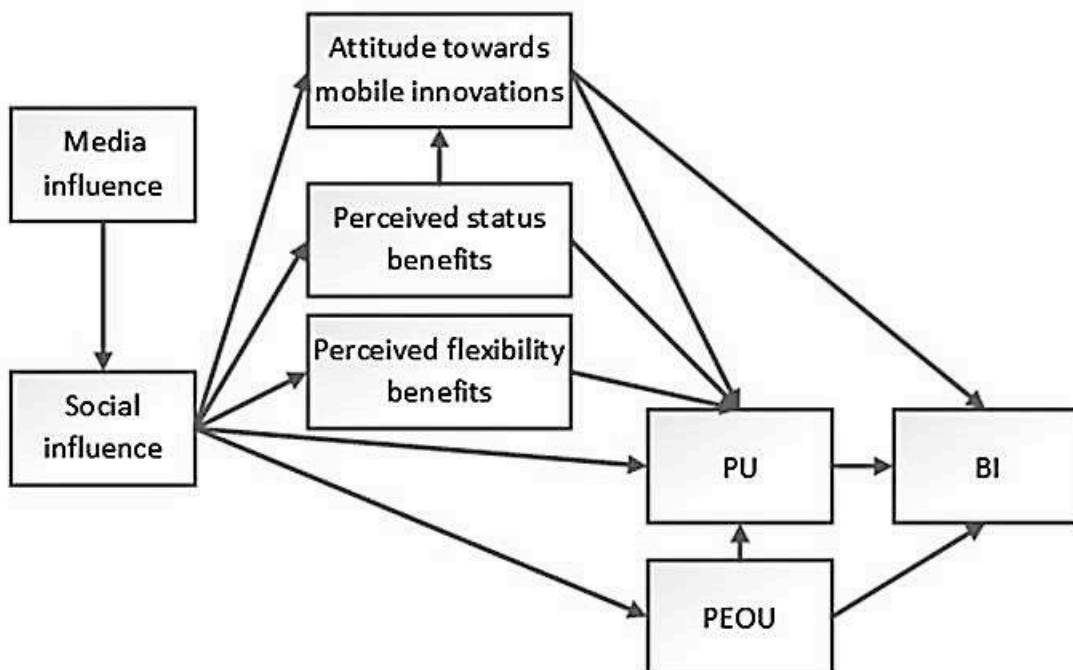 Attitude towards
mobile innovations
Media
influence
Perceived status
benefits
Perceived flexibility
benefits
Social
influence
PU
BI
PEOU